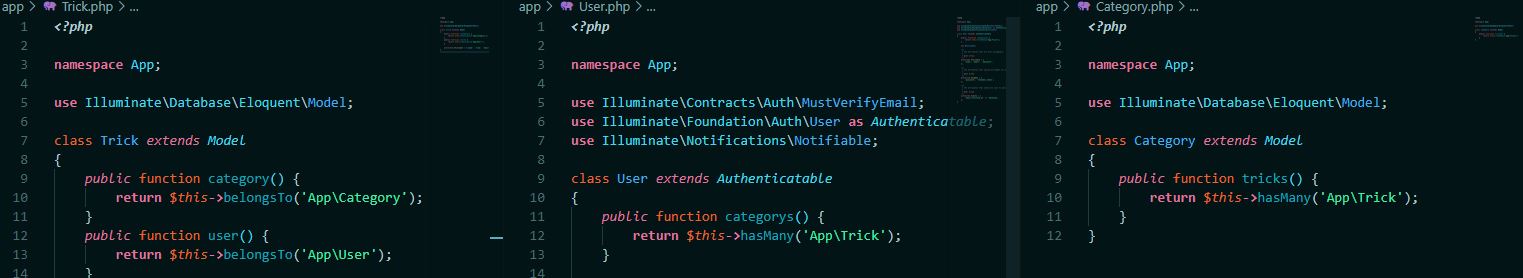 app > Trick.php > ...
1 <?php
2
3 namespace App;
4
5 use Illuminate\Database\Eloquent\Model;
6
7 class Trick extends Model
8 {
9 public function category() {
10 return $this->belongsTo('App\Category');
11 }
12 public function user() {
13 return $this->belongsTo('App\User');
14 }
app > User.php > ...
1 <?php
2
3 namespace App;
4
5 use Illuminate\Contracts\Auth\MustVerifyEmail;
6 use Illuminate\Foundation\Auth\User as Authenticatable;
7 use Illuminate\Notifications\Notifiable;
8
9 class User extends Authenticatable
10 {
11 public function categorys() {
12 return $this->hasMany('App\Trick');
13 }
14
app > Category.php > ...
1 <?php
2
3 namespace App;
4
5 use Illuminate\Database\Eloquent\Model;
6
7 class Category extends Model
8 {
9 public function tricks() {
10 return $this->hasMany('App\Trick');
11 }
12 }